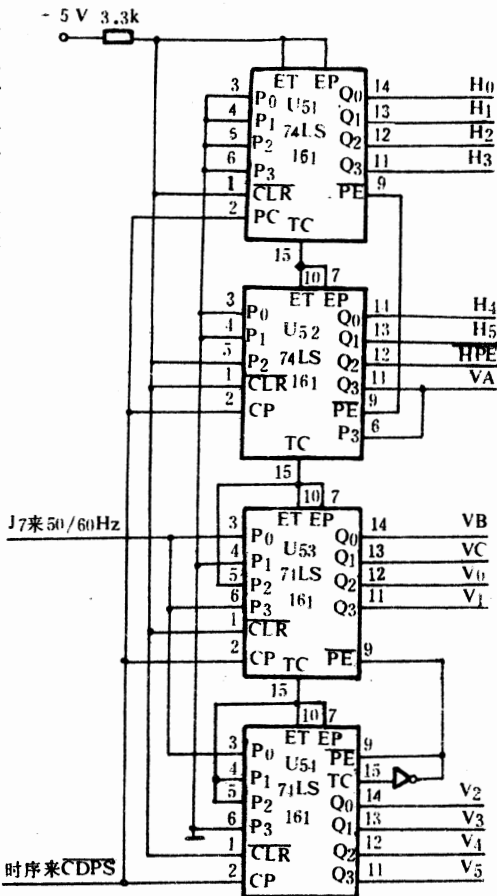 - 5 V 3.3k
ET EP
3 P0 U51 Q0 14 H0
4 P1 Q1 13 H1
5 P2 74LS Q2 12 H2
6 P3 161 Q3 11 H3
1 CLR PE 9
2 PC TC
15
10 7
ET EP
3 P0 Q0 14 H4
4 P1 U52 Q1 13 H5
5 P2 74LS Q2 12 HPE
1 CLR 161 Q3 11 VA
2 CP PE 9
P3 6
TC
15
10 7
ET EP
J7来50/60Hz 3 P0 Q0 14 VB
4 P1 U53 Q1 13 VC
5 P2 71LS Q2 12 V0
6 P3 161 Q3 11 V1
1 CLR
2 CP TC PE 9
15
10 7
ET EP
3 P0 U54 PE 9
4 P1 TC 15
5 P2 71LS Q0 14 V2
6 P3 161 Q1 13 V3
1 CLR Q2 12 V4
时序来CDPS 2 CP Q3 11 V5